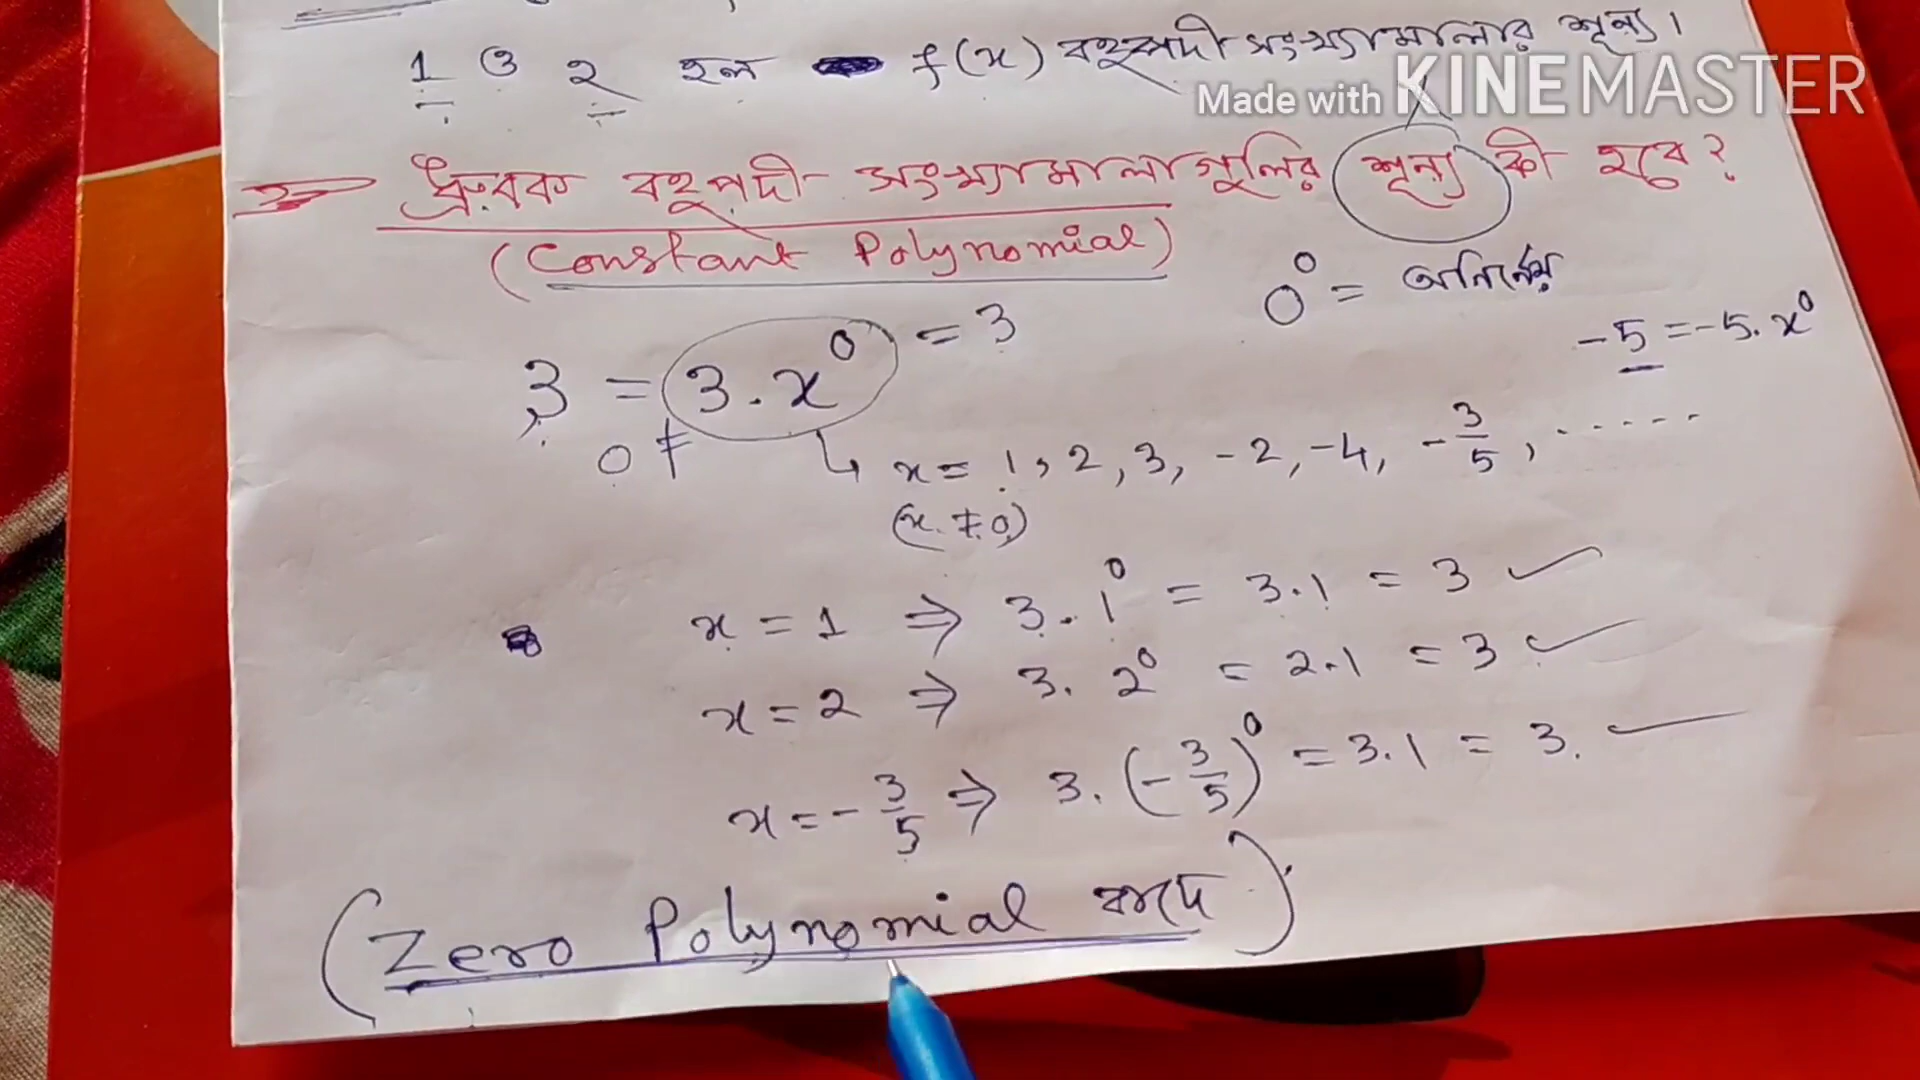 1 ও ২ হল f(x) বহুপদী সংখ্যামালার শূন্য।
Made with KINEMASTER
ধ্রুবক বহুপদী সংখ্যামালাগুলির শূন্য কী হবে?
(Constant Polynomial)
0⁰ = অনির্ণেয়
3 = 3.x⁰ = 3
-5 = -5.x⁰
0 ≠
x = 1, 2, 3, -2, -4, -3/5, .....
(x ≠ 0)
x = 1 ⇒ 3.1⁰ = 3.1 = 3 ✓
x = 2 ⇒ 3.2⁰ = 2.1 = 3 ✓
x = -3/5 ⇒ 3.(-3/5)⁰ = 3.1 = 3.
(Zero Polynomial বাদে)